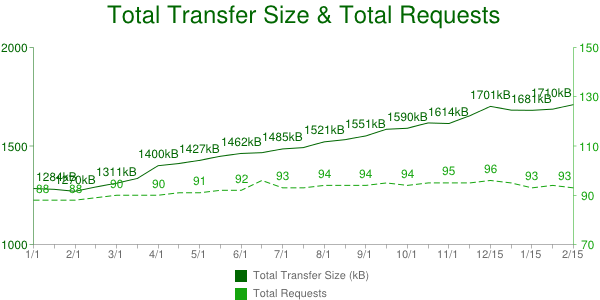 Total Transfer Size & Total Requests
2000
150
1710kB
1701kB
1681kB
130
1614kB
1590kB
1551kB
1521kB
1485kB
1462kB
1427kB
1400kB
1500
110
1311kB
1284kB
1270kB
88 88 90 90 91 92 93 94 94 94 95 96 93 93
90
1000
70
1/1 2/1 3/1 4/1 5/1 6/1 7/1 8/1 9/1 10/1 11/1 12/15 1/15 2/15
Total Transfer Size (kB)
Total Requests